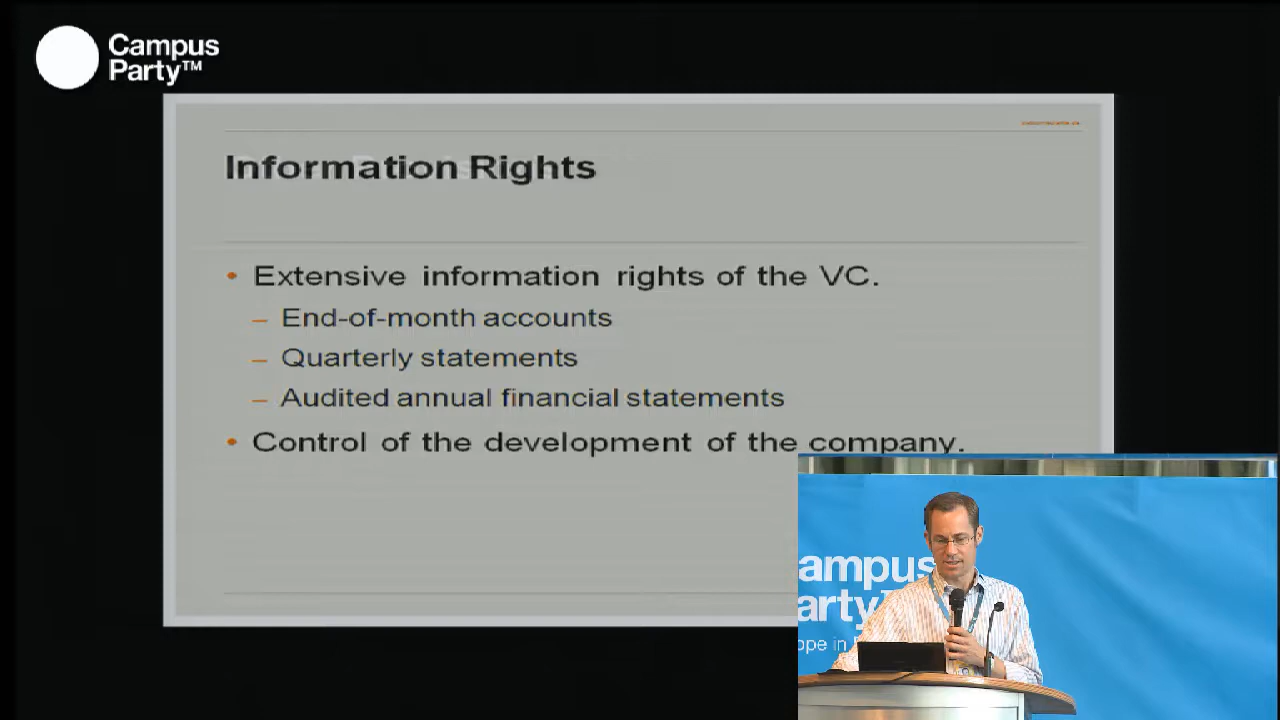 Campus
Party™
Information Rights
• Extensive information rights of the VC.
– End-of-month accounts
– Quarterly statements
– Audited annual financial statements
• Control of the development of the company.
ampus
arty™
ope in